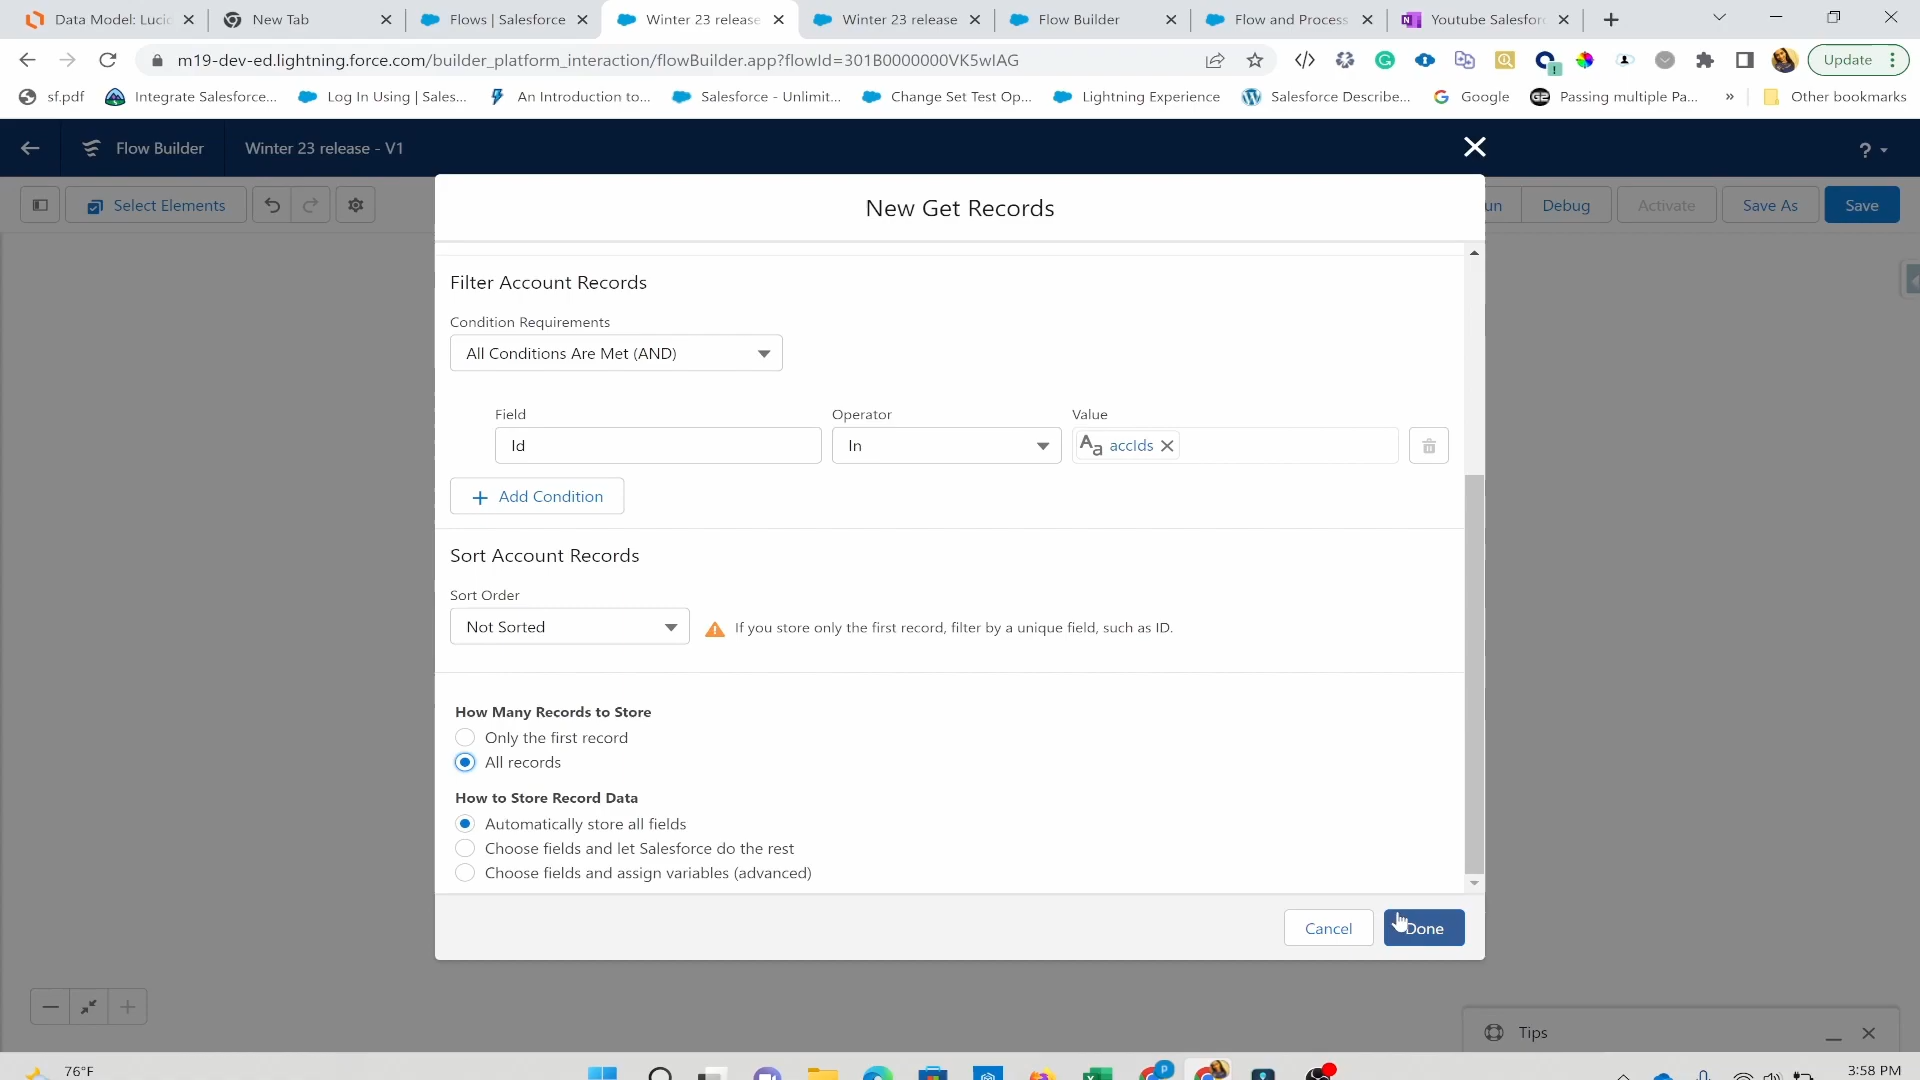 Data Model: Lucid
New Tab
Flows | Salesforce
Winter 23 release
Winter 23 release
Flow Builder
Flow and Process
Youtube Salesforc
m19-dev-ed.lightning.force.com/builder_platform_interaction/flowBuilder.app?flowId=301B0000000VK5wIAG
Update
sf.pdf
Integrate Salesforce...
Log In Using | Sales...
An Introduction to...
Salesforce - Unlimit...
Change Set Test Op...
Lightning Experience
Salesforce Describe...
Google
Passing multiple Pa...
»
Other bookmarks
Flow Builder
Winter 23 release - V1
?
Select Elements
un
Debug
Activate
Save As
Save
New Get Records
Filter Account Records
Condition Requirements
All Conditions Are Met (AND)
Field
Operator
Value
Id
In
Aa accIds
+ Add Condition
Sort Account Records
Sort Order
Not Sorted
If you store only the first record, filter by a unique field, such as ID.
How Many Records to Store
Only the first record
All records
How to Store Record Data
Automatically store all fields
Choose fields and let Salesforce do the rest
Choose fields and assign variables (advanced)
Cancel
Done
Tips
76°F
3:58 PM